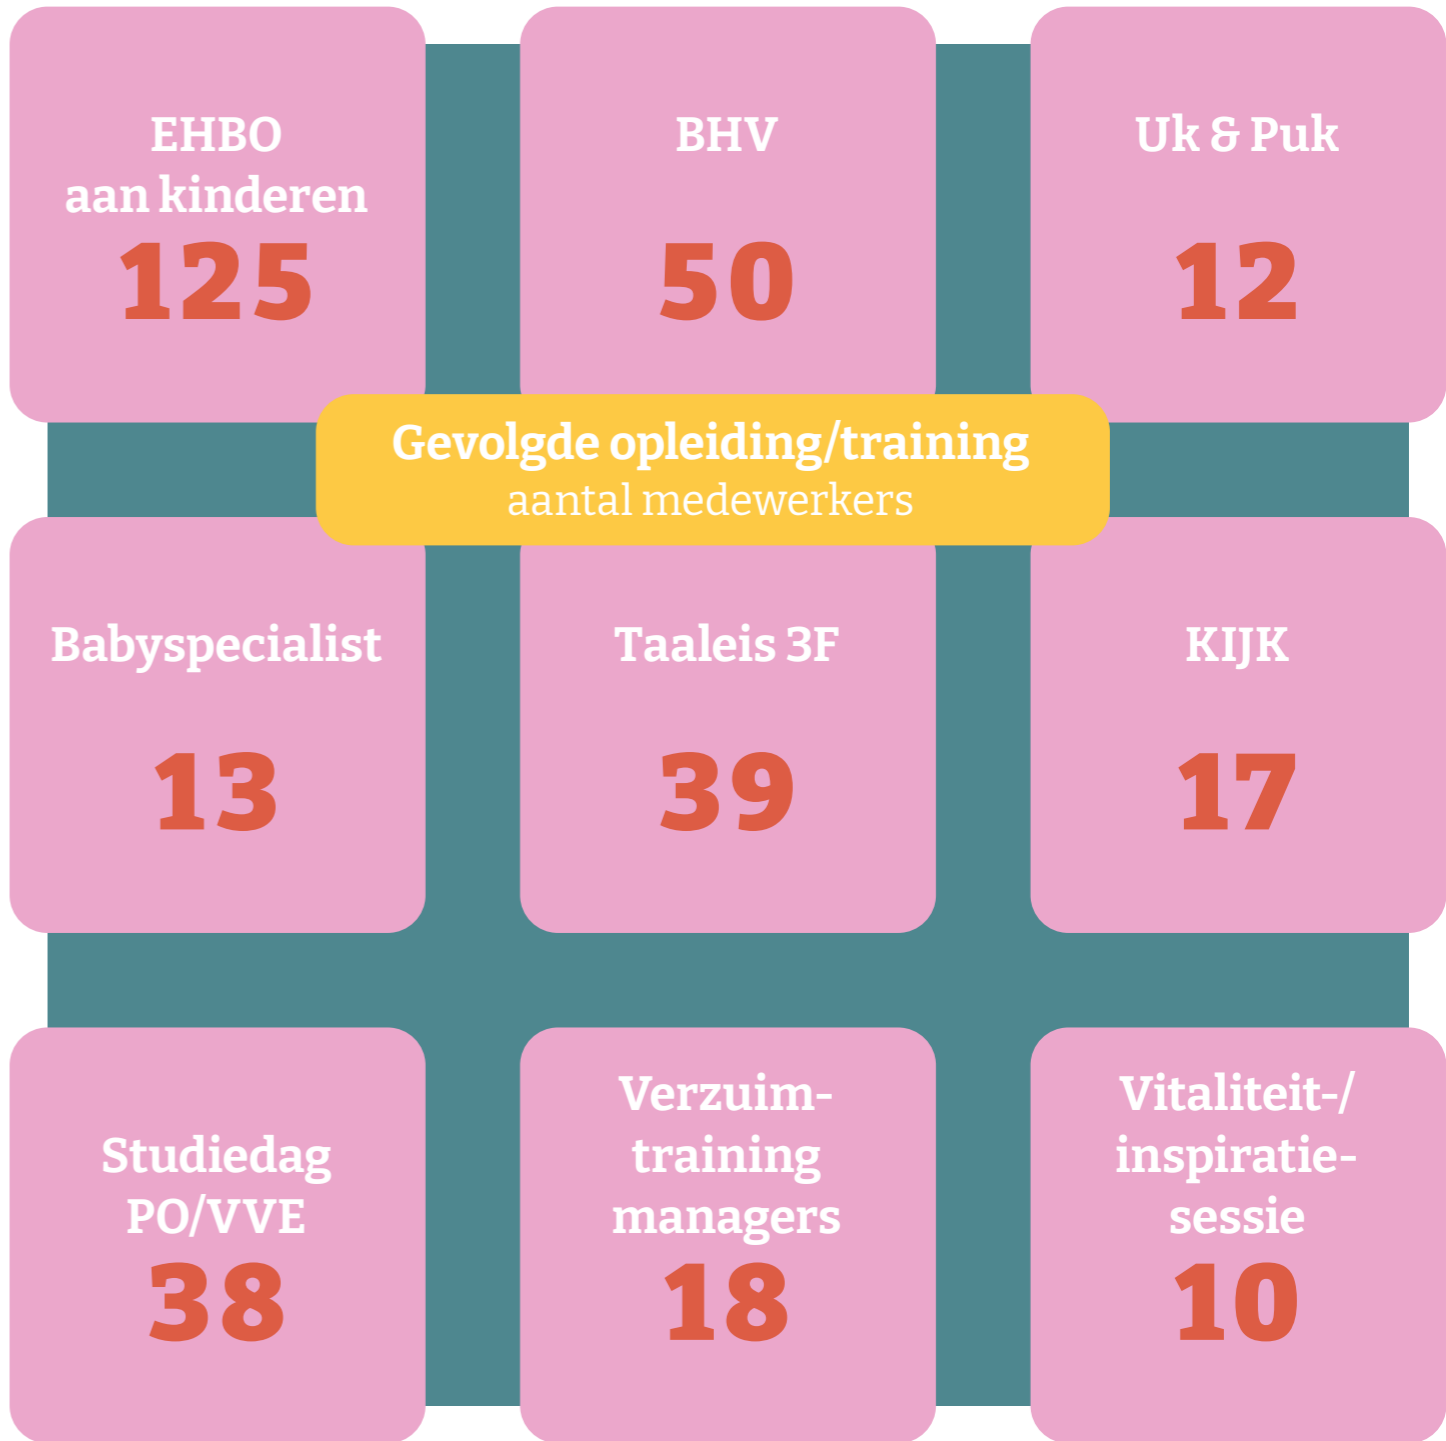 EHBO
aan kinderen
125
BHV
50
Uk & Puk
12
Gevolgde opleiding/training
aantal medewerkers
Babyspecialist
13
Taaleis 3F
39
KIJK
17
Studiedag
PO/VVE
38
Verzuim-
training
managers
18
Vitaliteit-/
inspiratie-
sessie
10